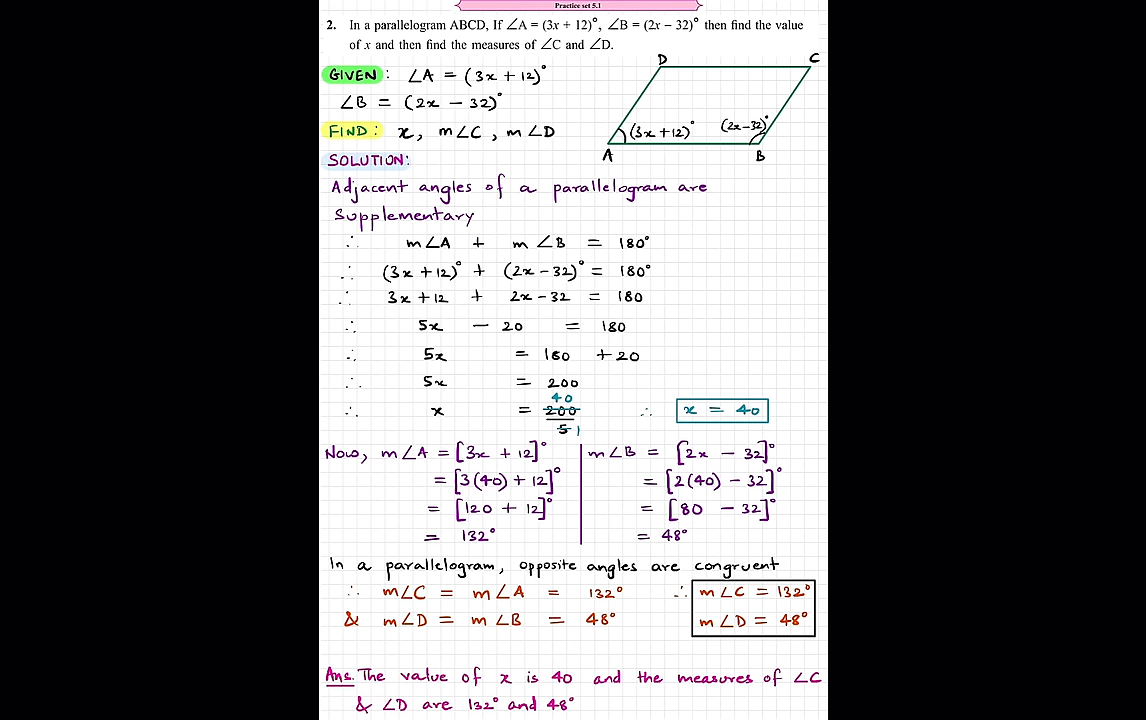 Practice set 5.1
2. In a parallelogram ABCD, If ∠A = (3x + 12)°, ∠B = (2x − 32)° then find the value
of x and then find the measures of ∠C and ∠D.
GIVEN: ∠A = (3x + 12)°
∠B = (2x − 32)°
FIND: x, m∠C, m∠D
D C
(3x + 12)° (2x − 32)°
A B
SOLUTION:
Adjacent angles of a parallelogram are
Supplementary
∴ m∠A + m∠B = 180°
∴ (3x + 12)° + (2x − 32)° = 180°
∴ 3x + 12 + 2x − 32 = 180
∴ 5x − 20 = 180
∴ 5x = 180 + 20
∴ 5x = 200
40
∴ x = 200 ∴ x = 40
5 1
Now, m∠A = [3x + 12]° m∠B = [2x − 32]°
= [3(40) + 12]° = [2(40) − 32]°
= [120 + 12]° = [80 − 32]°
= 132° = 48°
In a parallelogram, opposite angles are congruent
∴ m∠C = m∠A = 132° ∴ m∠C = 132°
& m∠D = m∠B = 48° m∠D = 48°
Ans. The value of x is 40 and the measures of ∠C
& ∠D are 132° and 48°